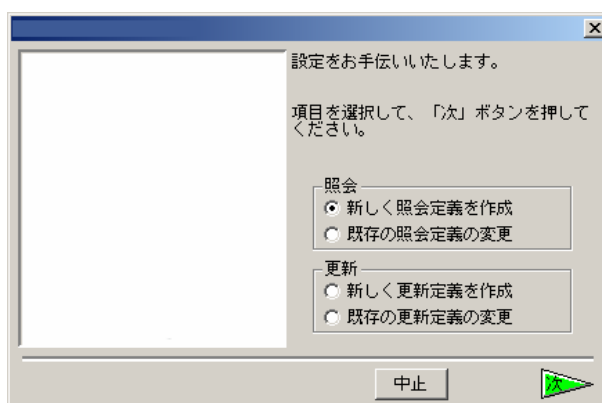 設定をお手伝いいたします。
項目を選択して、「次」ボタンを押して
ください。
照会
新しく照会定義を作成
既存の照会定義の変更
更新
新しく更新定義を作成
既存の更新定義の変更
中止
次